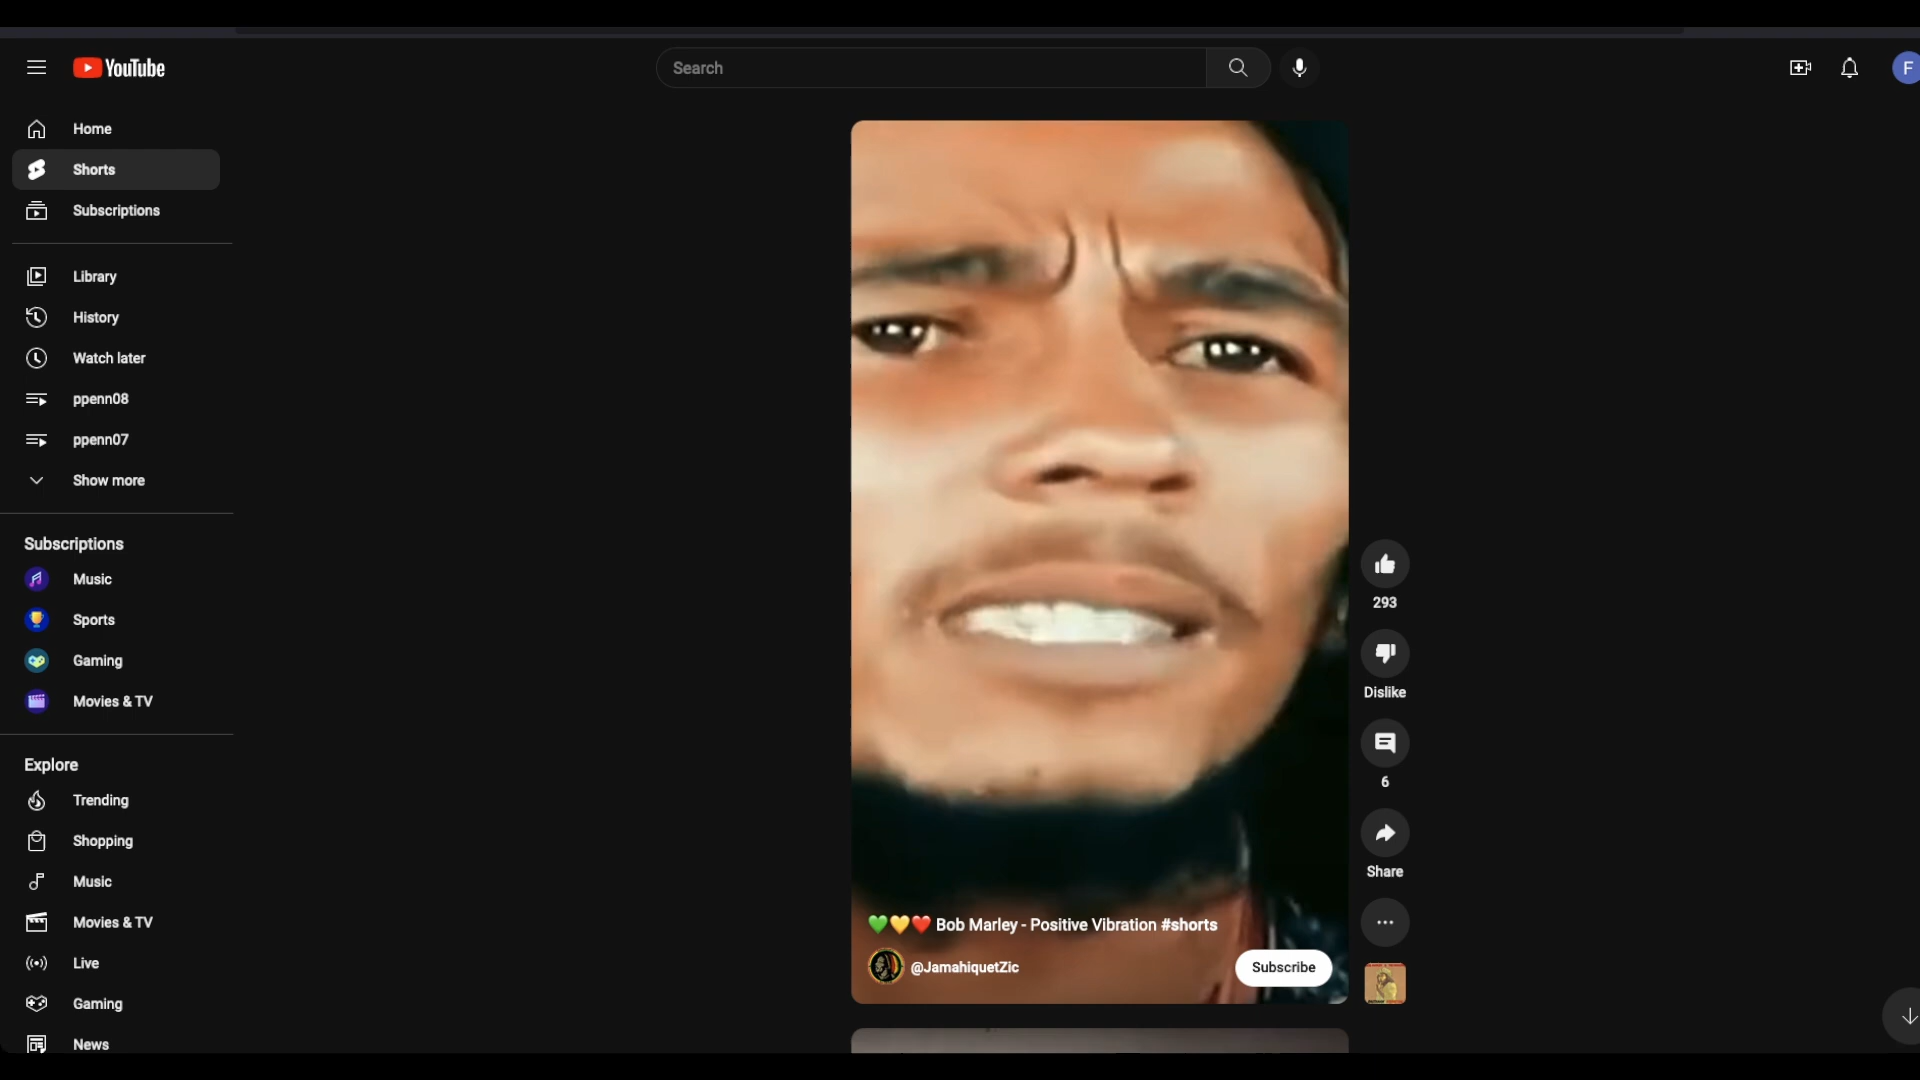 YouTube
Search
F
Home
Shorts
Subscriptions
Library
History
Watch later
ppenn08
ppenn07
Show more
Subscriptions
Music
Sports
Gaming
Movies & TV
Explore
Trending
Shopping
Music
Movies & TV
Live
Gaming
News
💚💛❤️ Bob Marley - Positive Vibration #shorts
@JamahiquetZic
Subscribe
293
Dislike
6
Share